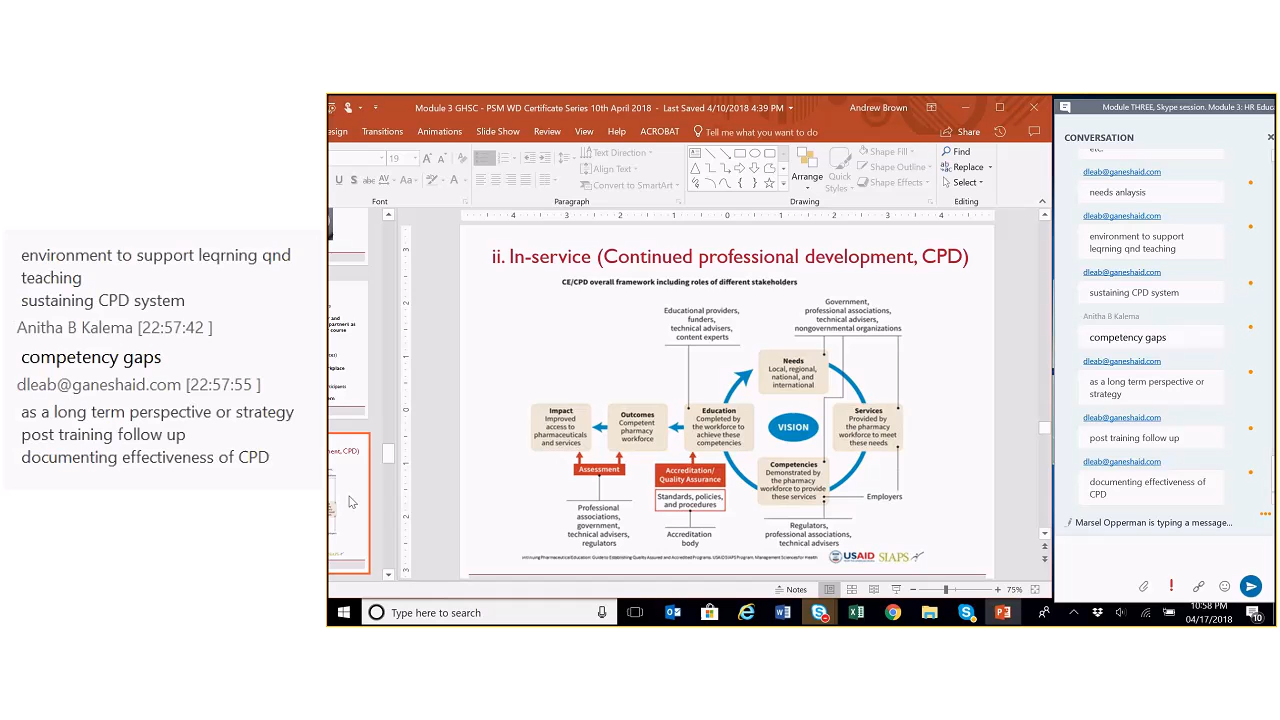 environment to support leqrning qnd
teaching
sustaining CPD system
Anitha B Kalema [22:57:42 ]
competency gaps
dleab@ganeshaid.com [22:57:55 ]
as a long term perspective or strategy
post training follow up
documenting effectiveness of CPD
Module 3 GHSC - PSM WD Certificate Series 10th April 2018 - Last Saved 4/10/2018 4:39 PM
Andrew Brown
esign Transitions Animations Slide Show Review View Help ACROBAT Tell me what you want to do
Share
19
Text Direction
Align Text
Convert to SmartArt
Arrange
Quick
Styles
Shape Fill
Shape Outline
Shape Effects
Find
Replace
Select
Font
Paragraph
Drawing
Editing
ii. In-service (Continued professional development, CPD)
CE/CPD overall framework including roles of different stakeholders
Educational providers,
funders,
technical advisers,
content experts
Government,
professional associations,
technical advisers,
nongovernmental organizations
Needs
Local, regional,
national, and
international
Impact
Improved
access to
pharmaceuticals
and services
Outcomes
Competent
pharmacy
workforce
Education
Completed by
the workforce to
achieve these
competencies
VISION
Services
Provided by
the pharmacy
workforce to meet
these needs
Competencies
Demonstrated by
the pharmacy
workforce to provide
these services
Assessment
Accreditation/
Quality Assurance
Standards, policies,
and procedures
Employers
Professional
associations,
government,
technical advisers,
regulators
Accreditation
body
Regulators,
professional associations,
technical advisers
USAID SIAPS
Notes
75%
Type here to search
Module THREE, Skype session. Module 3: HR Educa
CONVERSATION
etc.
dleab@ganeshaid.com
needs anlaysis
dleab@ganeshaid.com
environment to support
leqrning qnd teaching
dleab@ganeshaid.com
sustaining CPD system
Anitha B Kalema
competency gaps
dleab@ganeshaid.com
as a long term perspective or
strategy
dleab@ganeshaid.com
post training follow up
dleab@ganeshaid.com
documenting effectiveness of
CPD
Marsel Opperman is typing a message...
10:58 PM
04/17/2018
10